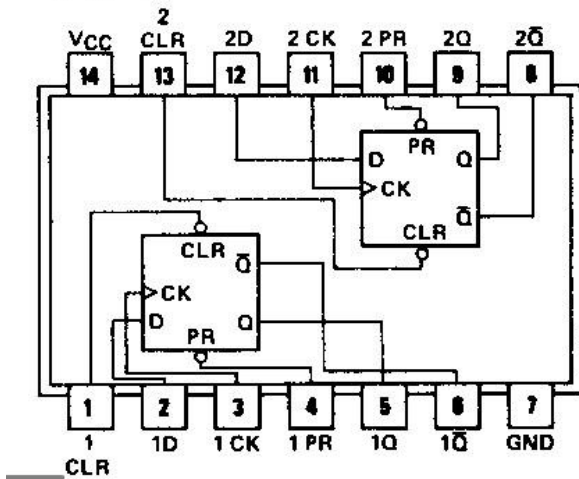 2
VCC CLR 2D 2 CK 2 PR 2Q 2Q̅
14 13 12 11 10 9 8
PR
D Q
CK
Q̅
CLR
CLR Q̅
CK
D Q
PR
1 2 3 4 5 6 7
1 1D 1 CK 1 PR 1Q 1Q̅ GND
CLR